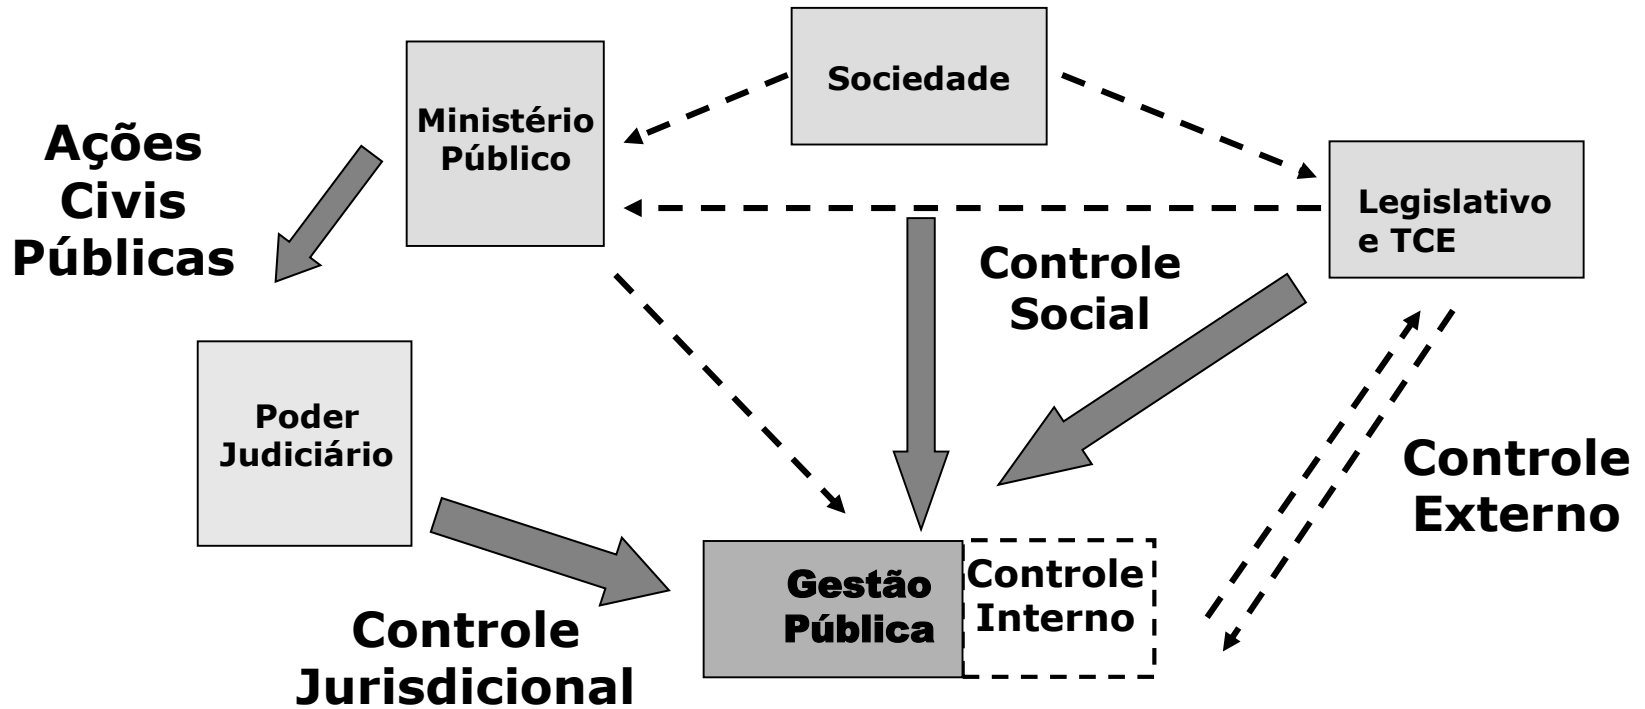 Sociedade
Ministério
Público
Ações
Civis
Públicas
Legislativo
e TCE
Controle
Social
Poder
Judiciário
Controle
Externo
Gestão
Pública
Controle
Interno
Controle
Jurisdicional